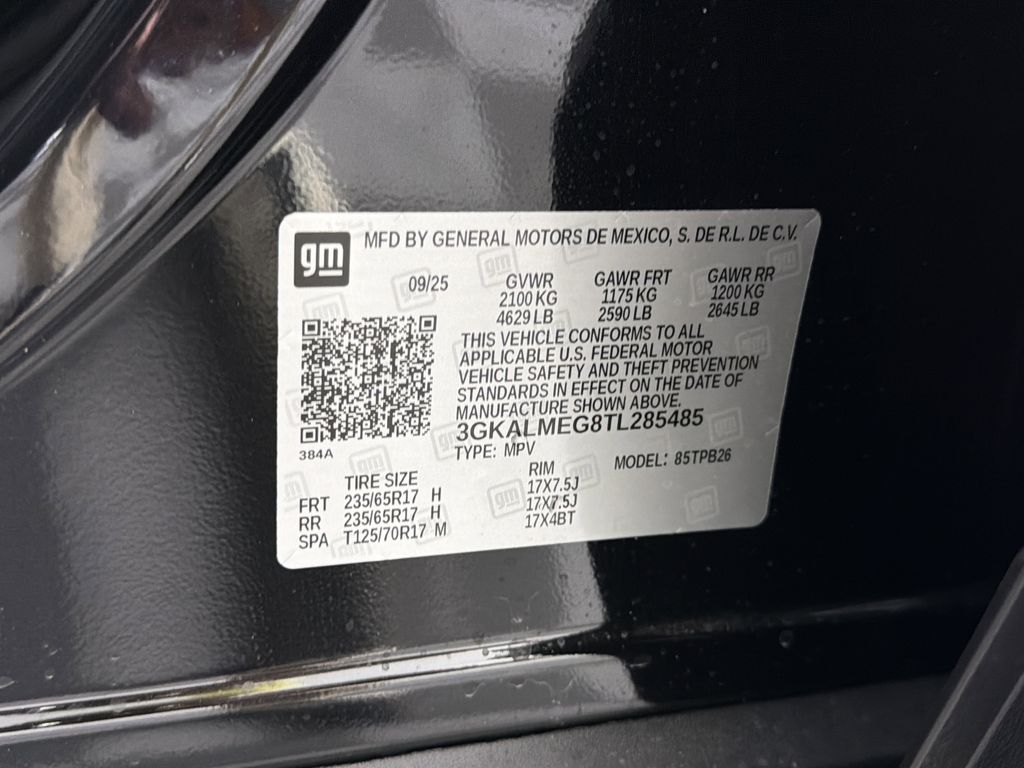 gm MFD BY GENERAL MOTORS DE MEXICO, S. DE R.L. DE C.V.
09/25 GVWR GAWR FRT GAWR RR
2100 KG 1175 KG 1200 KG
4629 LB 2590 LB 2645 LB
THIS VEHICLE CONFORMS TO ALL
APPLICABLE U.S. FEDERAL MOTOR
VEHICLE SAFETY AND THEFT PREVENTION
STANDARDS IN EFFECT ON THE DATE OF
MANUFACTURE SHOWN ABOVE.
3GKALMEG8TL285485
384A
TYPE: MPV MODEL: 85TPB26
TIRE SIZE RIM
FRT 235/65R17 H 17X7.5J
RR 235/65R17 H 17X7.5J
SPA T125/70R17 M 17X4BT